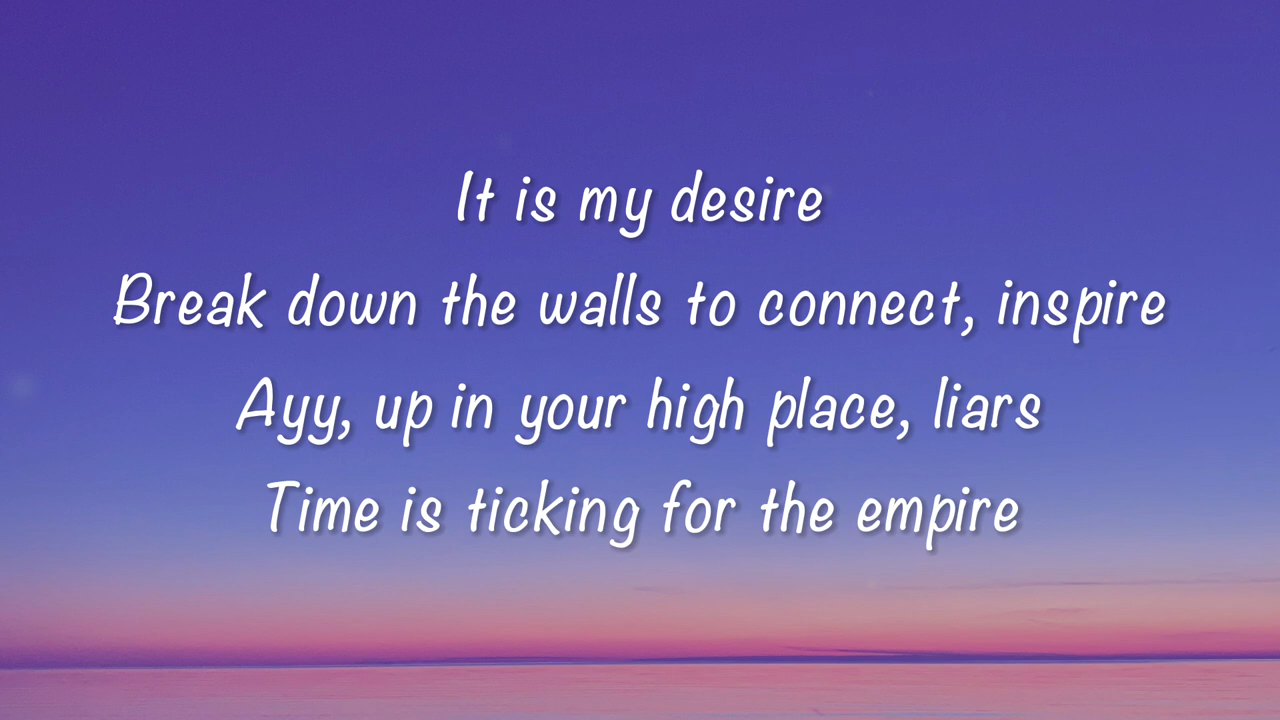 It is my desire
Break down the walls to connect, inspire
Ayy, up in your high place, liars
Time is ticking for the empire